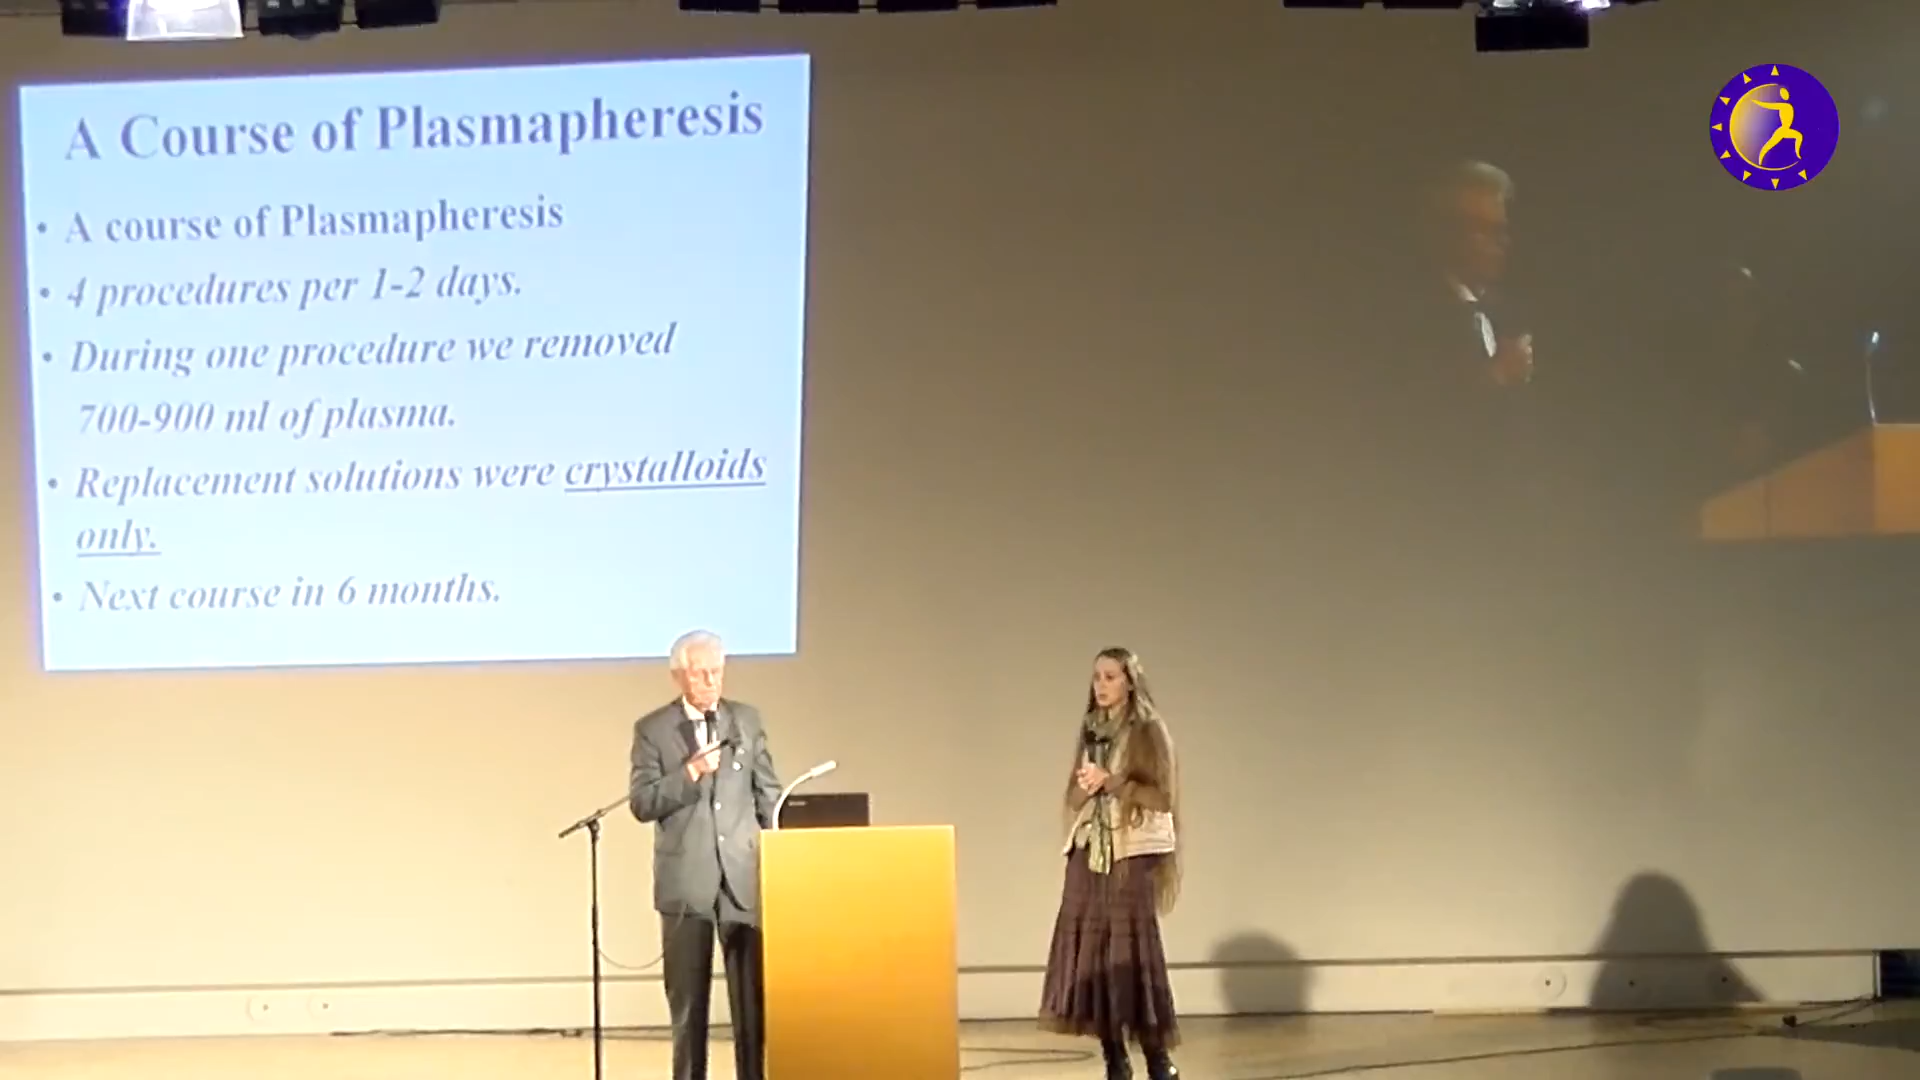 A Course of Plasmapheresis
• A course of Plasmapheresis
• 4 procedures per 1-2 days.
• During one procedure we removed
700-900 ml of plasma.
• Replacement solutions were crystalloids
only.
• Next course in 6 months.